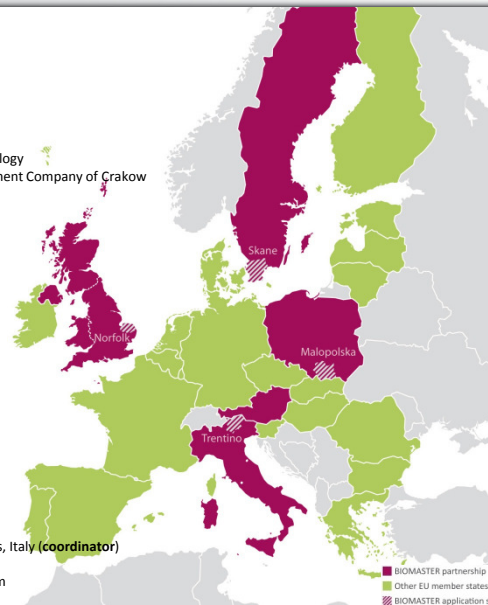 ology
ment Company of Crakow
Skane
Norfolk
Malopolska
Trentino
s, Italy (coordinator)
m
BIOMASTER partnership
Other EU member states
BIOMASTER application s